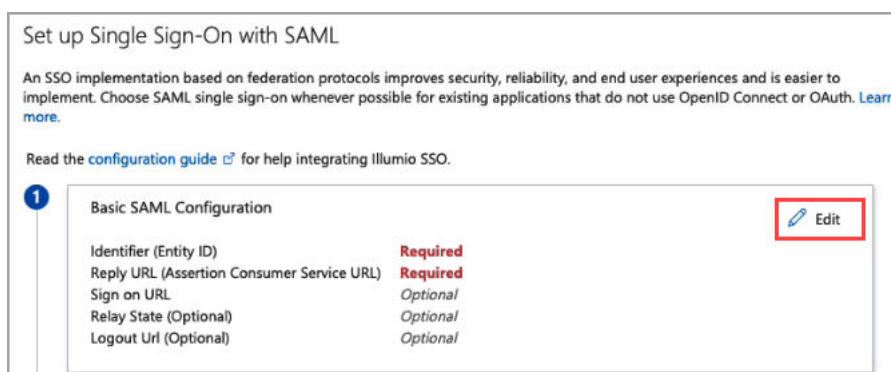 Set up Single Sign-On with SAML
An SSO implementation based on federation protocols improves security, reliability, and end user experiences and is easier to
implement. Choose SAML single sign-on whenever possible for existing applications that do not use OpenID Connect or OAuth. Learn
more.
Read the configuration guide for help integrating Illumio SSO.
1
Basic SAML Configuration
Edit
Identifier (Entity ID) Required
Reply URL (Assertion Consumer Service URL) Required
Sign on URL Optional
Relay State (Optional) Optional
Logout Url (Optional) Optional